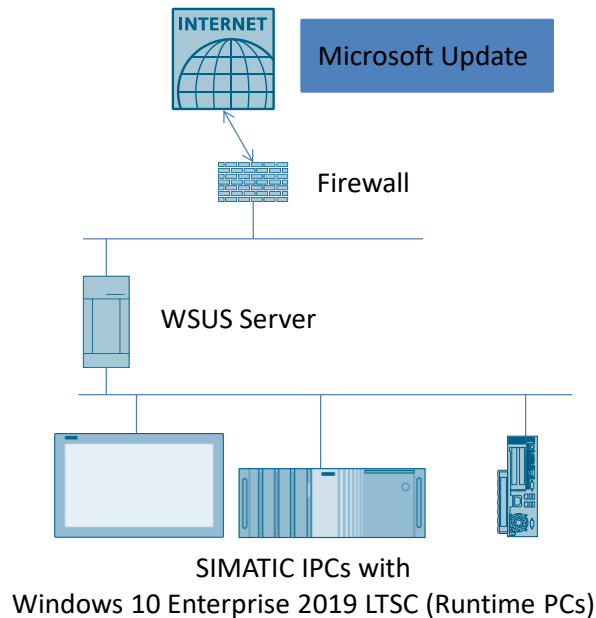 INTERNET
Microsoft Update
Firewall
WSUS Server
SIMATIC IPCs with
Windows 10 Enterprise 2019 LTSC (Runtime PCs)